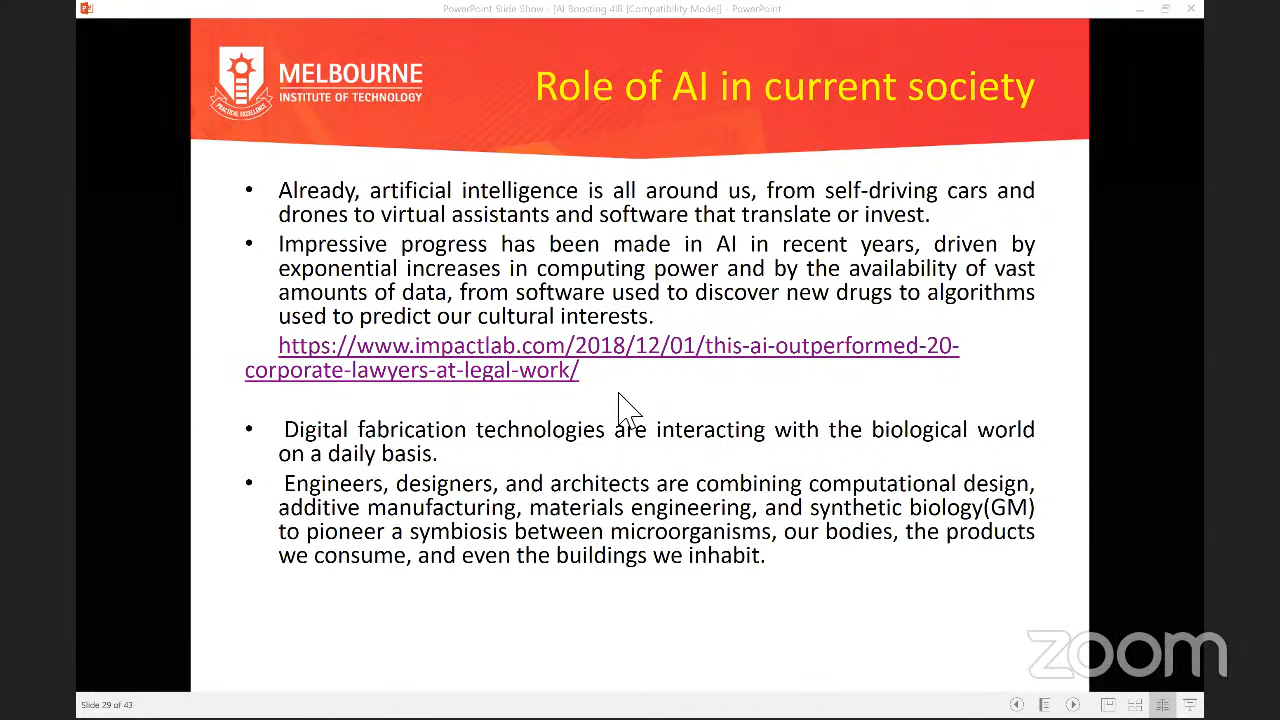 PowerPoint Slide Show - [AI Boosting 4IR [Compatibility Mode]] - PowerPoint
MELBOURNE
INSTITUTE OF TECHNOLOGY
PRACTICAL EXCELLENCE
Role of AI in current society
• Already, artificial intelligence is all around us, from self-driving cars and
drones to virtual assistants and software that translate or invest.
• Impressive progress has been made in AI in recent years, driven by
exponential increases in computing power and by the availability of vast
amounts of data, from software used to discover new drugs to algorithms
used to predict our cultural interests.
https://www.impactlab.com/2018/12/01/this-ai-outperformed-20-
corporate-lawyers-at-legal-work/
• Digital fabrication technologies are interacting with the biological world
on a daily basis.
• Engineers, designers, and architects are combining computational design,
additive manufacturing, materials engineering, and synthetic biology(GM)
to pioneer a symbiosis between microorganisms, our bodies, the products
we consume, and even the buildings we inhabit.
zoom
Slide 29 of 43